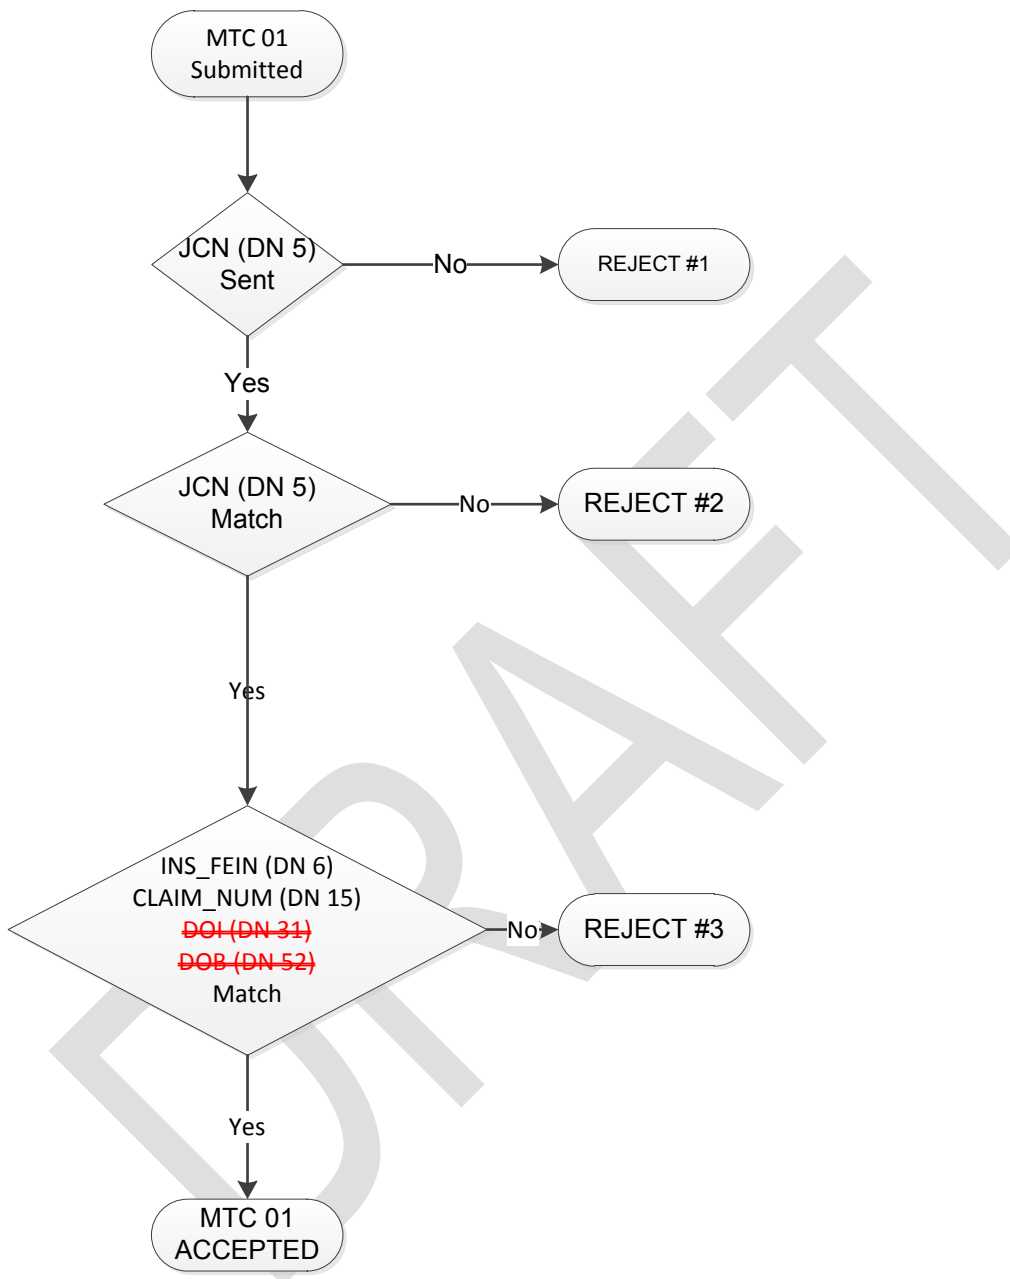 MTC 01
Submitted
JCN (DN 5)
Sent
No
REJECT #1
Yes
JCN (DN 5)
Match
No
REJECT #2
Yes
INS_FEIN (DN 6)
CLAIM_NUM (DN 15)
DOI (DN 31)
DOB (DN 52)
Match
No
REJECT #3
Yes
MTC 01
ACCEPTED
DRAFT